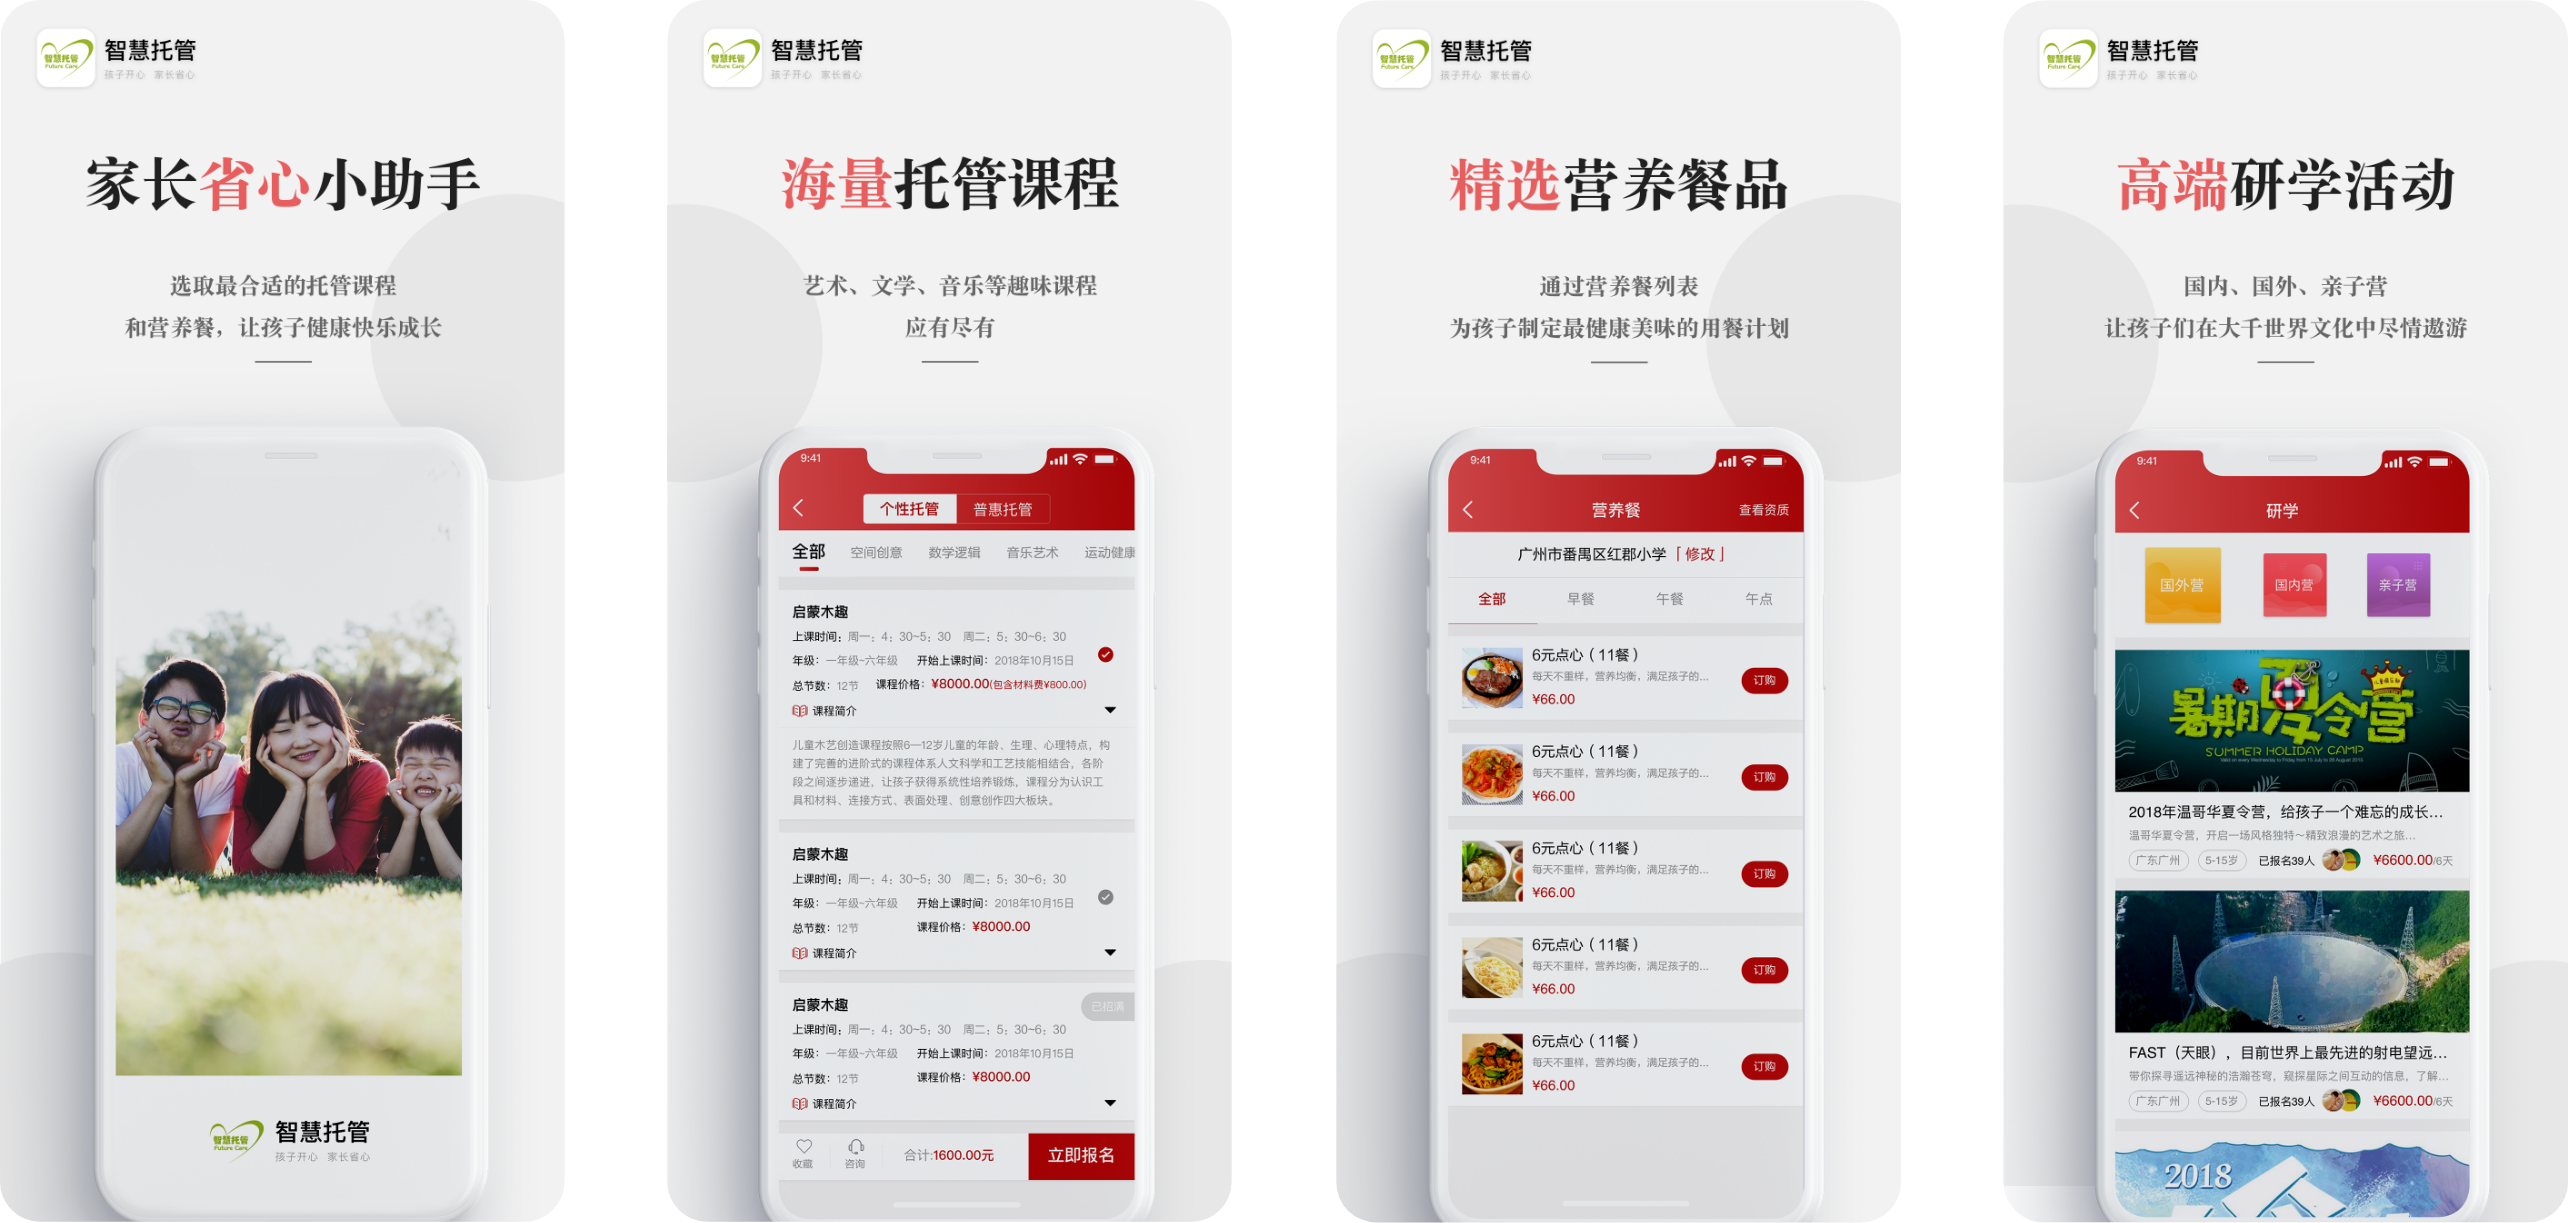 智慧托管
Future Care
智慧托管
孩子开心 家长省心
家长省心小助手
选取最合适的托管课程
和营养餐，让孩子健康快乐成长
智慧托管
Future Care
智慧托管
孩子开心 家长省心
智慧托管
Future Care
智慧托管
孩子开心 家长省心
海量托管课程
艺术、文学、音乐等趣味课程
应有尽有
9:41
个性托管 普惠托管
全部 空间创意 数学逻辑 音乐艺术 运动健康
启蒙木趣
上课时间：周一：4：30~5：30 周二：5：30~6：30
年级：一年级~六年级 开始上课时间：2018年10月15日
总节数：12节 课程价格：¥8000.00(包含材料费¥800.00)
课程简介
儿童木艺创造课程按照6—12岁儿童的年龄、生理、心理特点，构
建了完善的进阶式的课程体系人文科学和工艺技能相结合，各阶
段之间逐步递进，让孩子获得系统性培养锻炼，课程分为认识工
具和材料、连接方式、表面处理、创意创作四大板块。
启蒙木趣
上课时间：周一：4：30~5：30 周二：5：30~6：30
年级：一年级~六年级 开始上课时间：2018年10月15日
总节数：12节 课程价格：¥8000.00
课程简介
启蒙木趣
已招满
上课时间：周一：4：30~5：30 周二：5：30~6：30
年级：一年级~六年级 开始上课时间：2018年10月15日
总节数：12节 课程价格：¥8000.00
课程简介
收藏 咨询 合计:1600.00元 立即报名
智慧托管
Future Care
智慧托管
孩子开心 家长省心
精选营养餐品
通过营养餐列表
为孩子制定最健康美味的用餐计划
9:41
营养餐 查看资质
广州市番禺区红郡小学「修改」
全部 早餐 午餐 午点
6元点心（11餐）
每天不重样，营养均衡，满足孩子的...
¥66.00
订购
6元点心（11餐）
每天不重样，营养均衡，满足孩子的...
¥66.00
订购
6元点心（11餐）
每天不重样，营养均衡，满足孩子的...
¥66.00
订购
6元点心（11餐）
每天不重样，营养均衡，满足孩子的...
¥66.00
订购
6元点心（11餐）
每天不重样，营养均衡，满足孩子的...
¥66.00
订购
智慧托管
Future Care
智慧托管
孩子开心 家长省心
高端研学活动
国内、国外、亲子营
让孩子们在大千世界文化中尽情遨游
9:41
研学
国外营 国内营 亲子营
暑期夏令营
SUMMER HOLIDAY CAMP
2018年温哥华夏令营，给孩子一个难忘的成长...
温哥华夏令营，开启一场风格独特～精致浪漫的艺术之旅...
广东广州 5-15岁 已报名39人 ¥6600.00/6天
FAST（天眼），目前世界上最先进的射电望远...
带你探寻遥远神秘的浩瀚苍穹，窥探星际之间互动的信息，了解...
广东广州 5-15岁 已报名39人 ¥6600.00/6天
2018